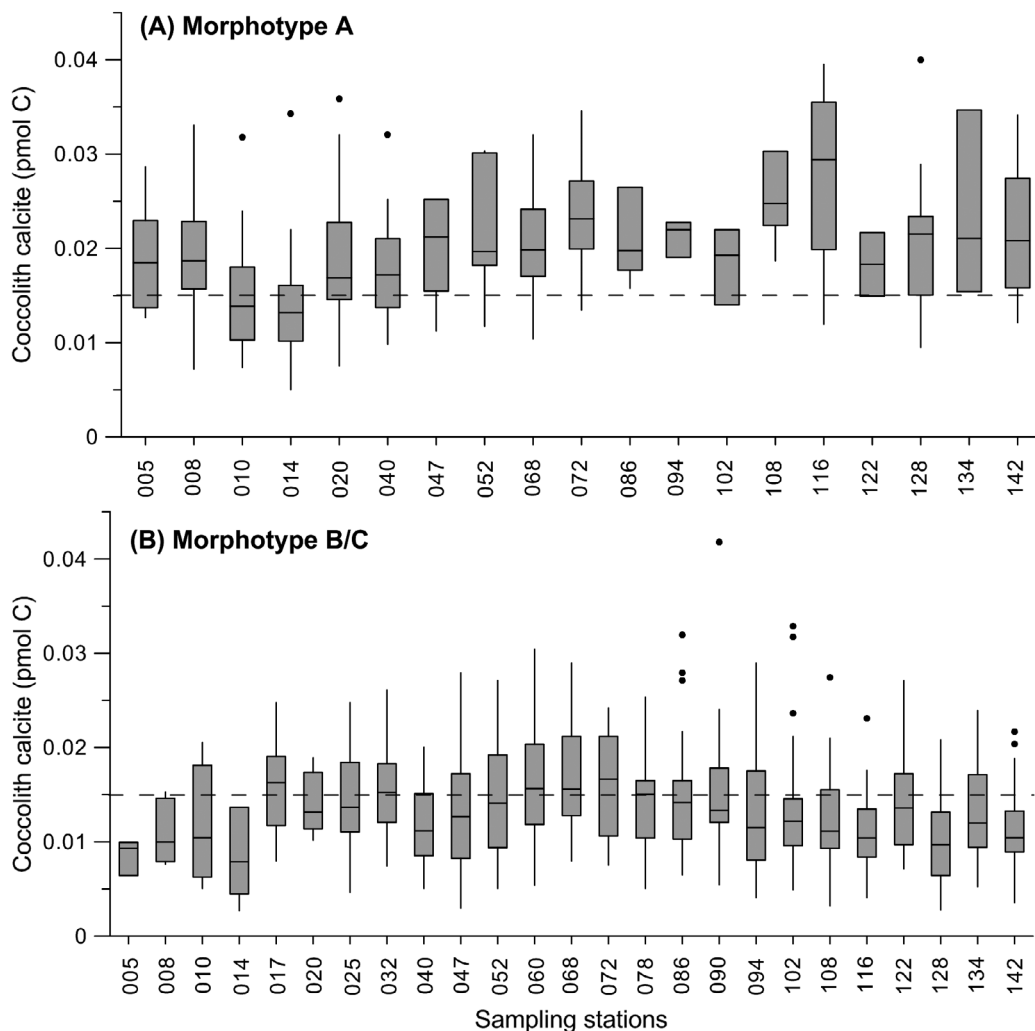 (A) Morphotype A
Coccolith calcite (pmol C)
0.04
0.03
0.02
0.01
0
005 008 010 014 020 040 047 052 068 072 086 094 102 108 116 122 128 134 142
(B) Morphotype B/C
Coccolith calcite (pmol C)
0.04
0.03
0.02
0.01
0
005 008 010 014 017 020 025 032 040 047 052 060 068 072 078 086 090 094 102 108 116 122 128 134 142
Sampling stations